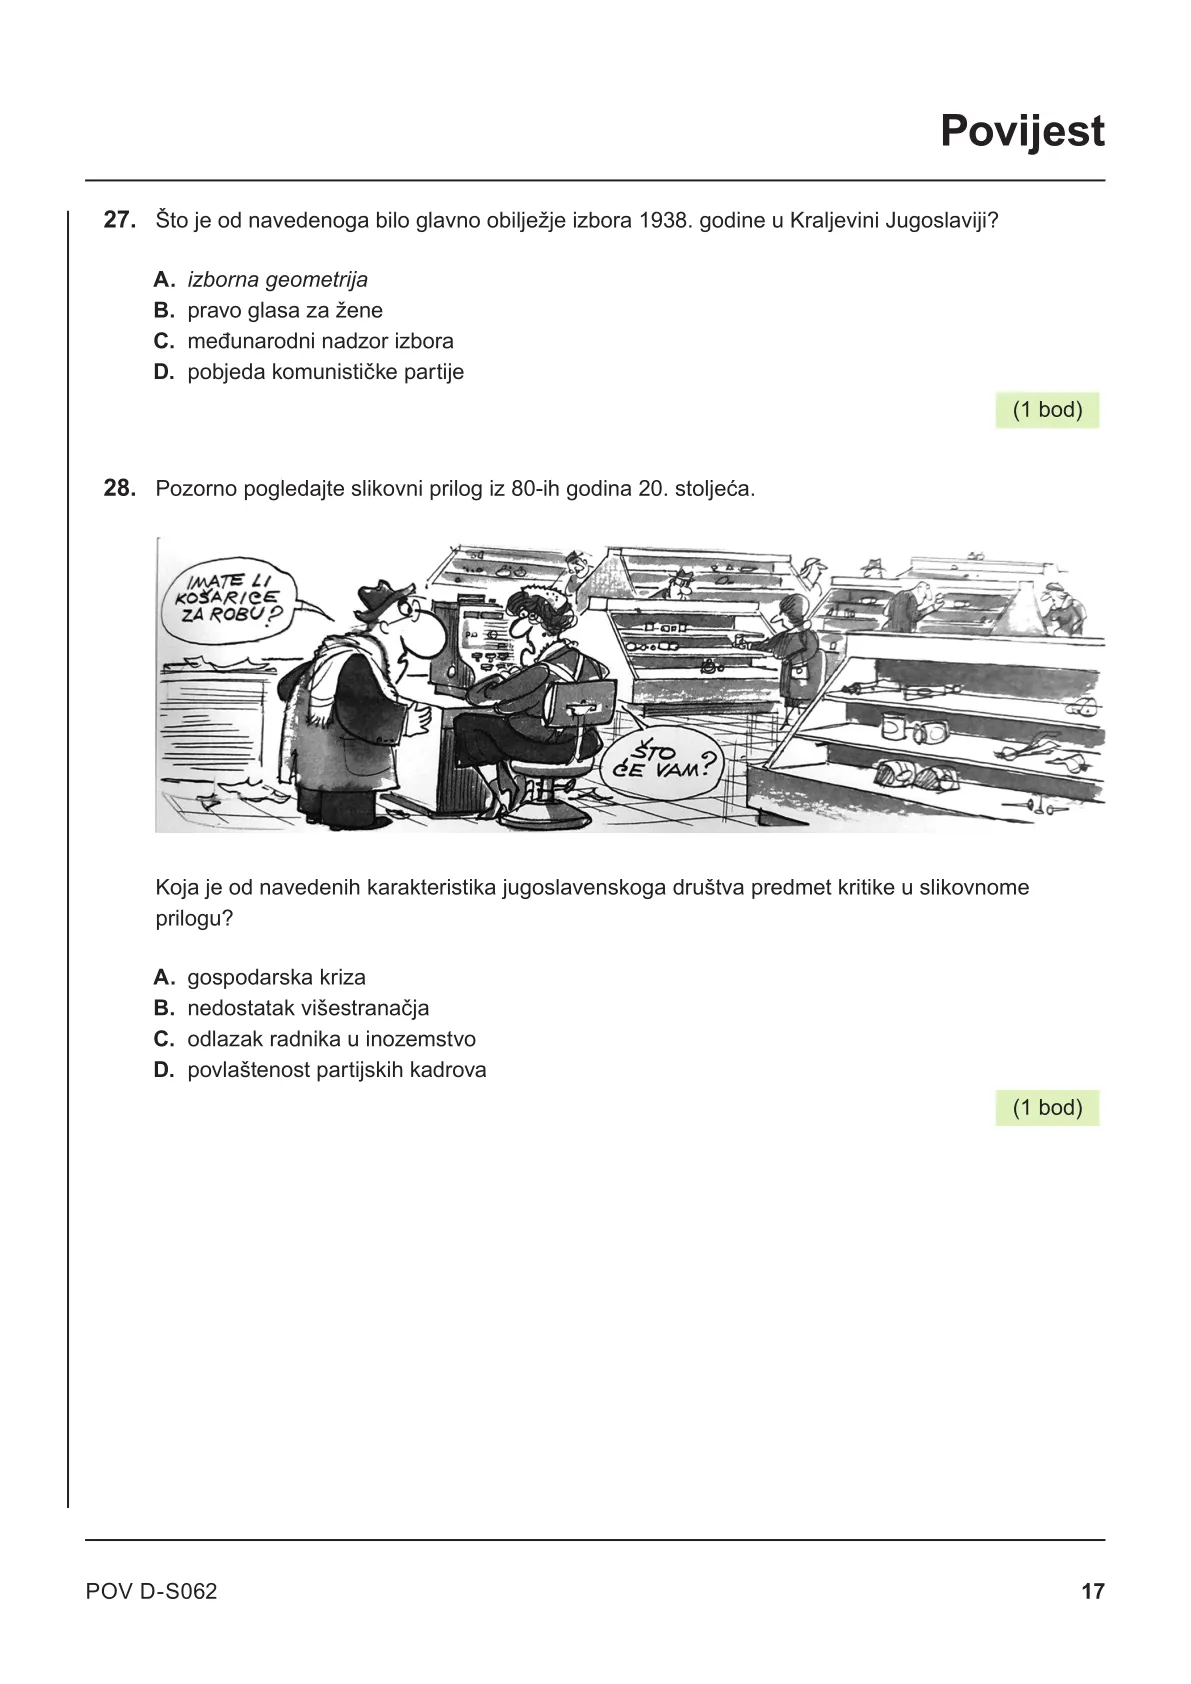 Povijest
27. Što je od navedenoga bilo glavno obilježje izbora 1938. godine u Kraljevini Jugoslaviji?
A. izborna geometrija
B. pravo glasa za žene
C. međunarodni nadzor izbora
D. pobjeda komunističke partije
(1 bod)
28. Pozorno pogledajte slikovni prilog iz 80-ih godina 20. stoljeća.
IMATE LI
KOŠARICE
ZA ROBU?
ŠTO
ĆE VAM?
Koja je od navedenih karakteristika jugoslavenskoga društva predmet kritike u slikovnome
prilogu?
A. gospodarska kriza
B. nedostatak višestranačja
C. odlazak radnika u inozemstvo
D. povlaštenost partijskih kadrova
(1 bod)
POV D-S062
17